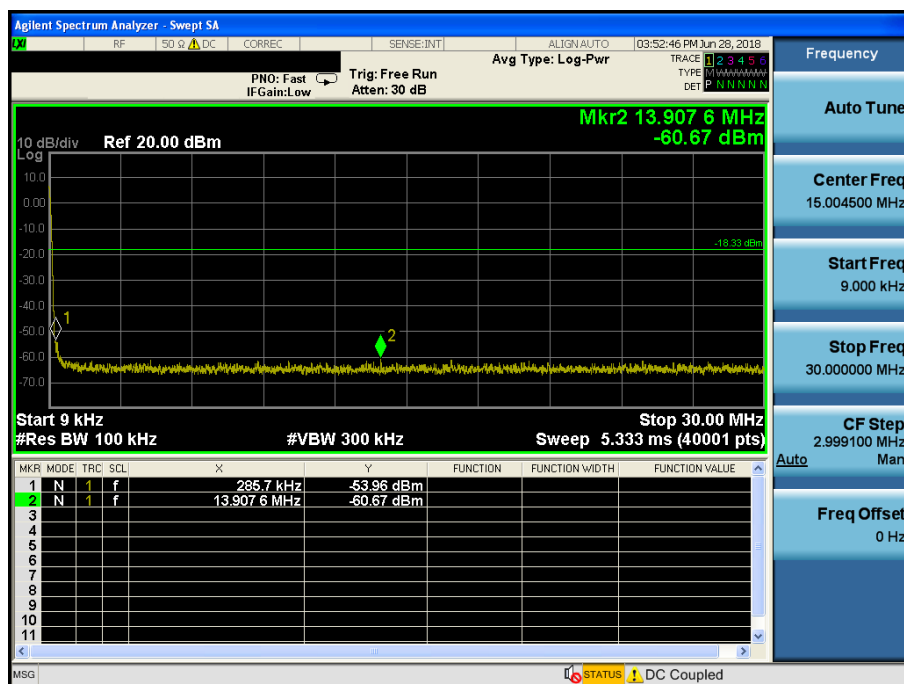 Agilent Spectrum Analyzer - Swept SA
LXI RF 50 Ω DC CORREC SENSE:INT ALIGN AUTO 03:52:46 PM Jun 28, 2018
Avg Type: Log-Pwr
TRACE 1 2 3 4 5 6
TYPE M
DET P N N N N N
PNO: Fast
IFGain:Low
Trig: Free Run
Atten: 30 dB
Mkr2 13.907 6 MHz
-60.67 dBm
10 dB/div
Log
Ref 20.00 dBm
10.0
0.00
-10.0
-18.33 dBm
-20.0
-30.0
-40.0
1
-50.0
2
-60.0
-70.0
Start 9 kHz Stop 30.00 MHz
#Res BW 100 kHz #VBW 300 kHz Sweep 5.333 ms (40001 pts)
MKR MODE TRC SCL X Y FUNCTION FUNCTION WIDTH FUNCTION VALUE
1 N 1 f 285.7 kHz -53.96 dBm
2 N 1 f 13.907 6 MHz -60.67 dBm
3
4
5
6
7
8
9
10
11
MSG STATUS DC Coupled
Frequency
Auto Tune
Center Freq
15.004500 MHz
Start Freq
9.000 kHz
Stop Freq
30.000000 MHz
CF Step
2.999100 MHz
Auto Man
Freq Offset
0 Hz